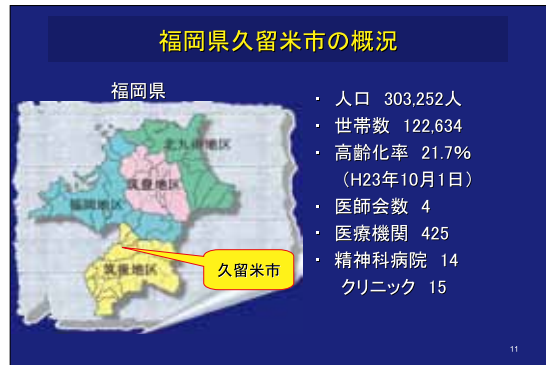 福岡県久留米市の概況
福岡県
北九州地区
筑豊地区
福岡地区
筑後地区
久留米市
・ 人口 303,252人
・ 世帯数 122,634
・ 高齢化率 21.7%
（H23年10月1日）
・ 医師会数 4
・ 医療機関 425
・ 精神科病院 14
クリニック 15
11